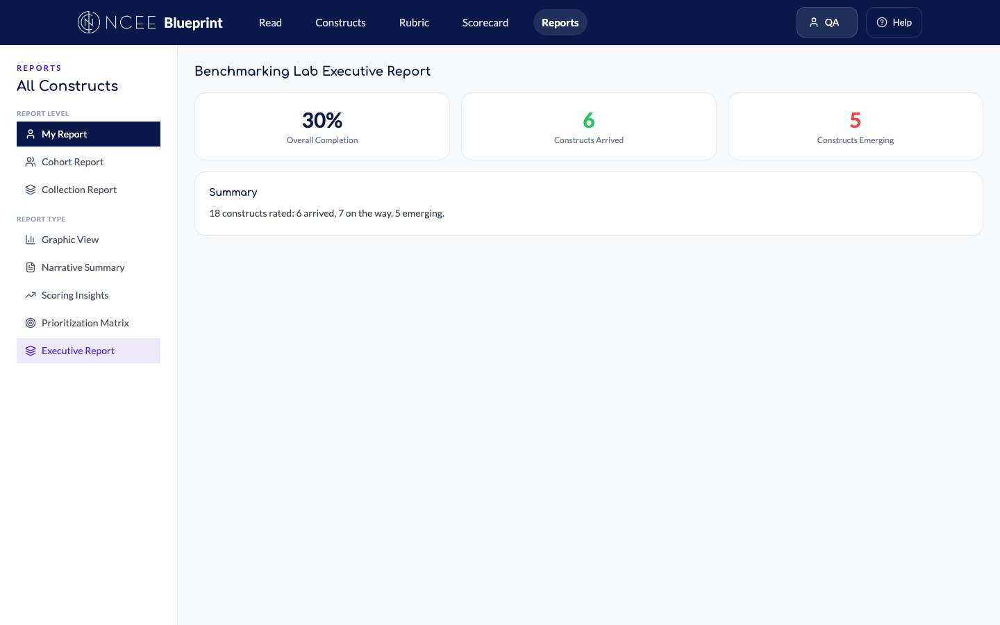 NCEE Blueprint
Read
Constructs
Rubric
Scorecard
Reports
QA
Help
REPORTS
All Constructs
REPORT LEVEL
My Report
Cohort Report
Collection Report
REPORT TYPE
Graphic View
Narrative Summary
Scoring Insights
Prioritization Matrix
Executive Report
Benchmarking Lab Executive Report
30%
Overall Completion
6
Constructs Arrived
5
Constructs Emerging
Summary
18 constructs rated: 6 arrived, 7 on the way, 5 emerging.